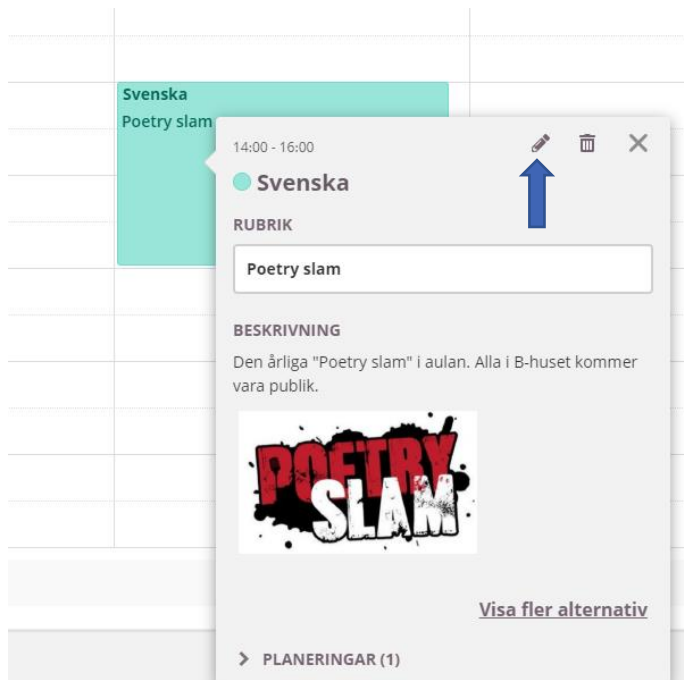 Svenska
Poetry slam
14:00 - 16:00
Svenska
RUBRIK
Poetry slam
BESKRIVNING
Den årliga "Poetry slam" i aulan. Alla i B-huset kommer
vara publik.
POETRY
SLAM
Visa fler alternativ
PLANERINGAR (1)